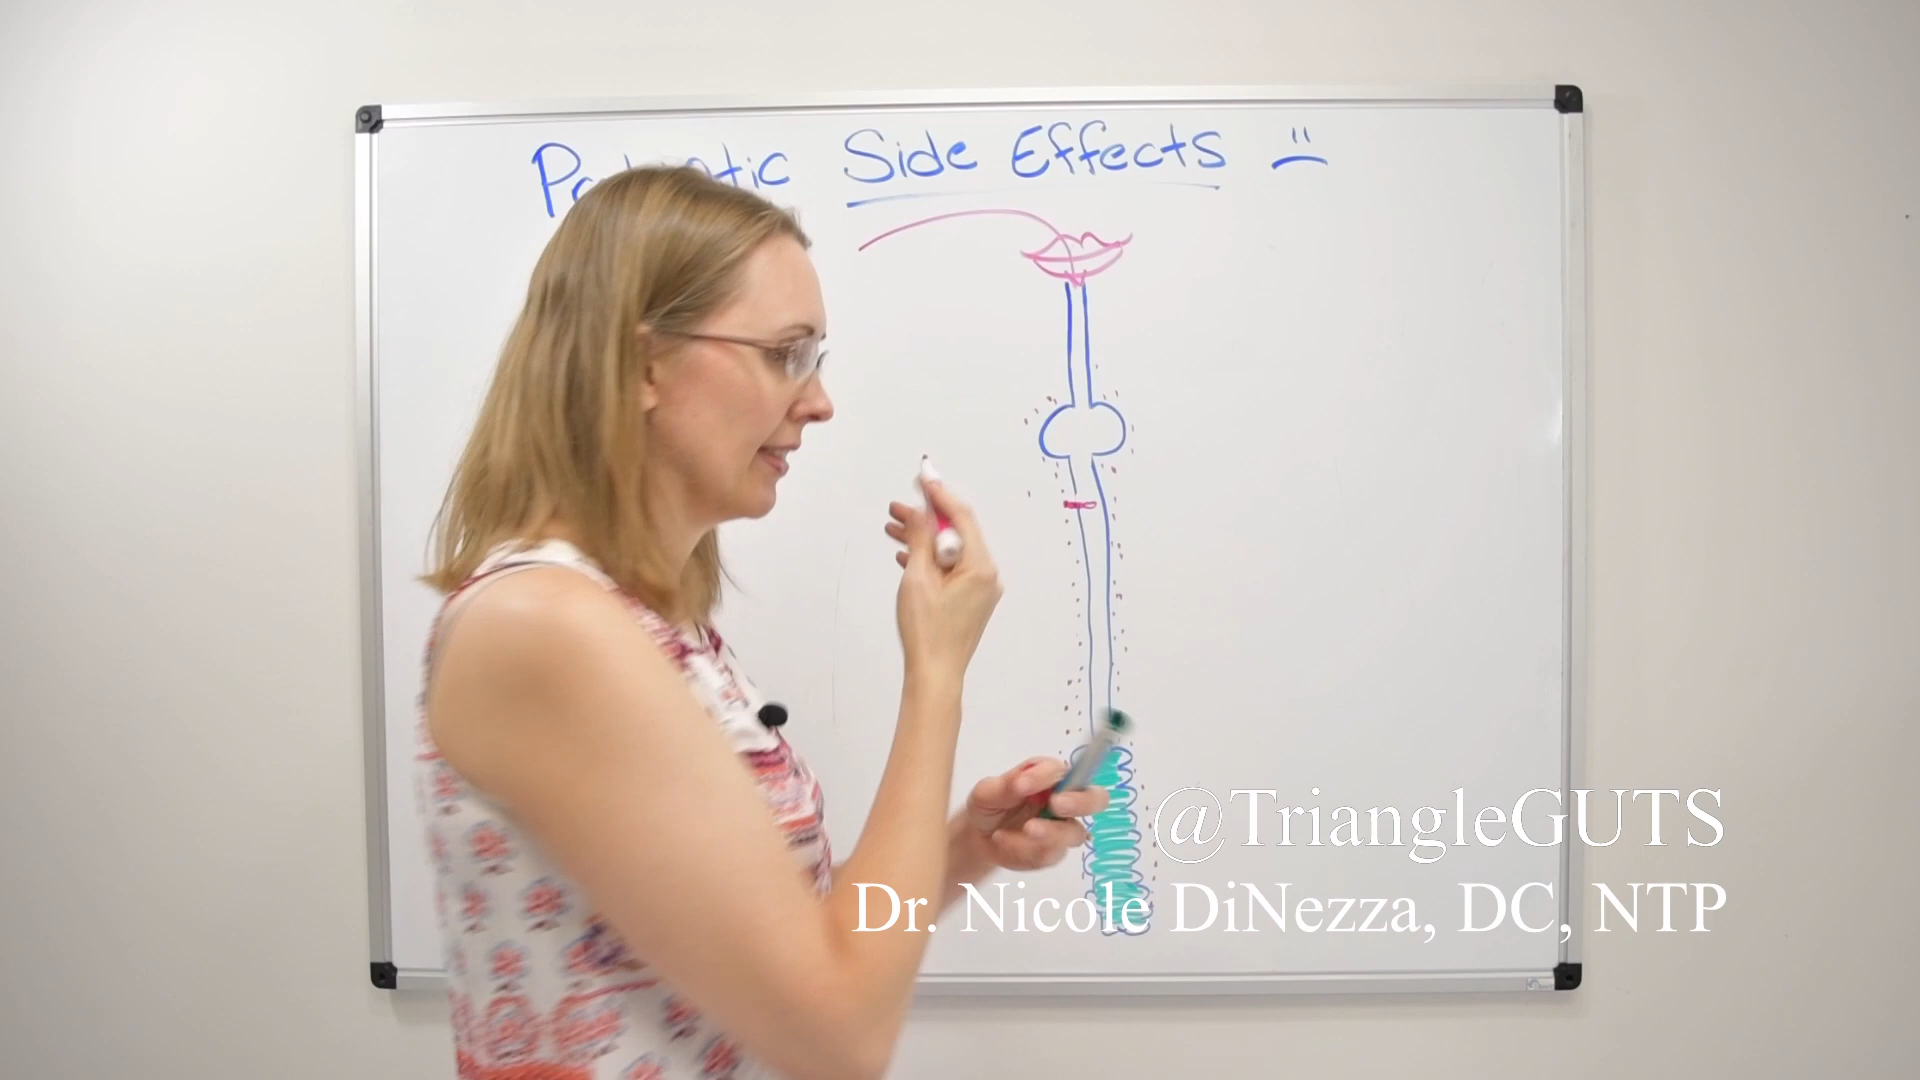 Side Effects
@TriangleGUTS
Dr. Nicole DiNezza, DC, NTP